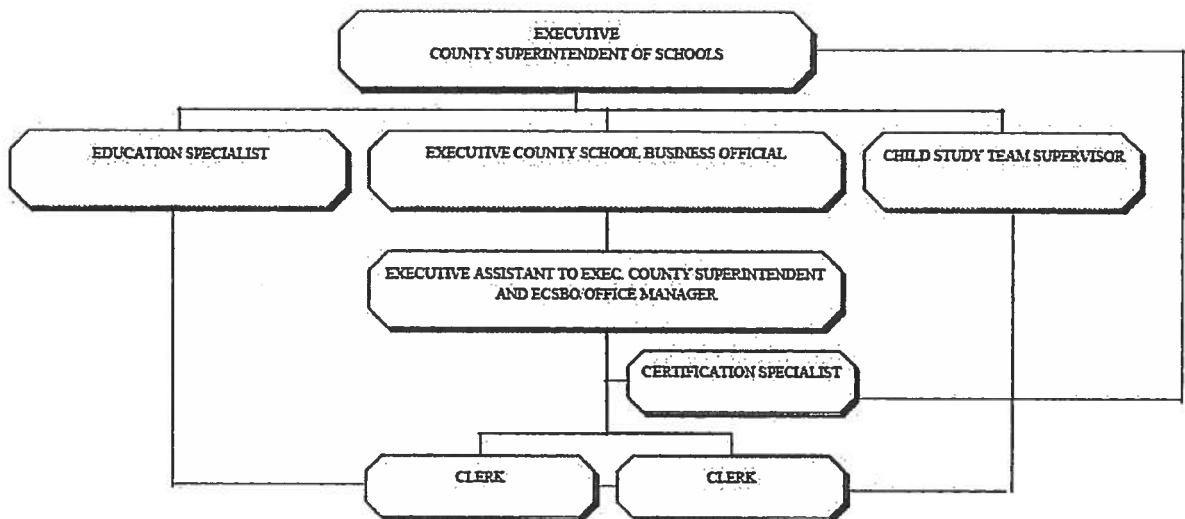 EXECUTIVE
COUNTY SUPERINTENDENT OF SCHOOLS
EDUCATION SPECIALIST
EXECUTIVE COUNTY SCHOOL BUSINESS OFFICIAL
CHILD STUDY TEAM SUPERVISOR
EXECUTIVE ASSISTANT TO EXEC. COUNTY SUPERINTENDENT
AND ECSBO/OFFICE MANAGER
CERTIFICATION SPECIALIST
CLERK
CLERK